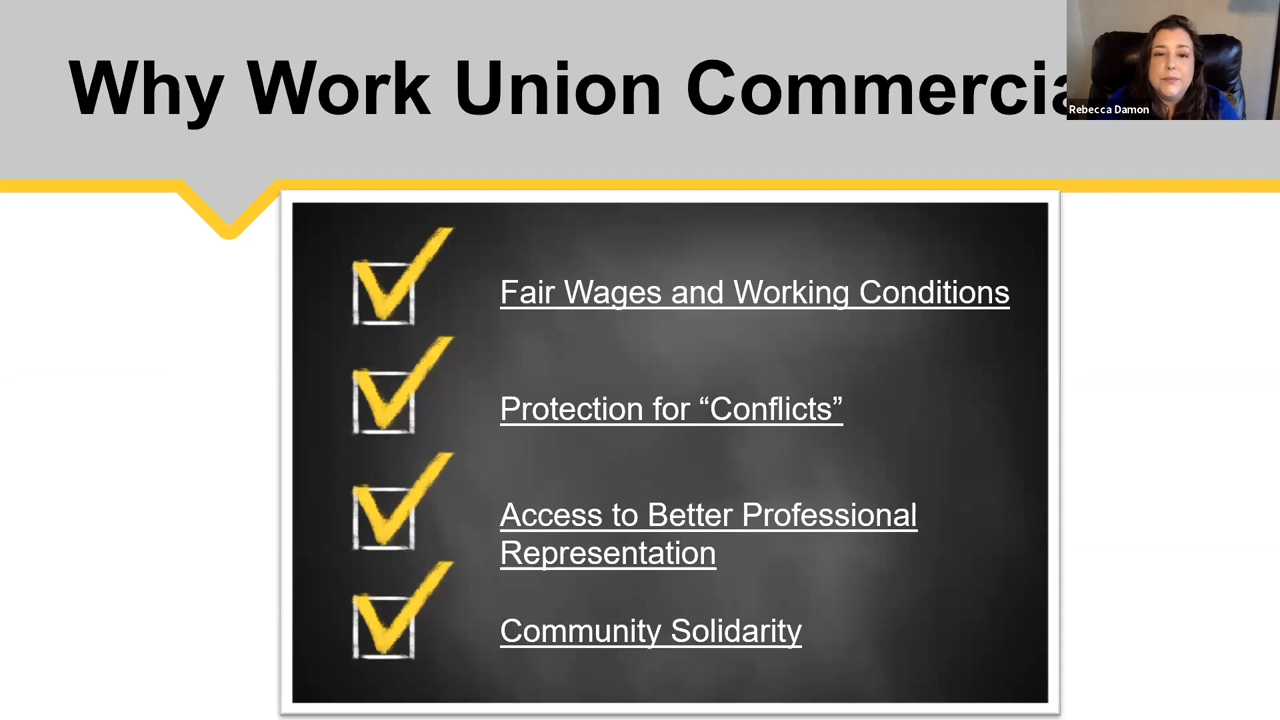 Why Work Union Commercia
Rebecca Damon
Fair Wages and Working Conditions
Protection for “Conflicts”
Access to Better Professional
Representation
Community Solidarity